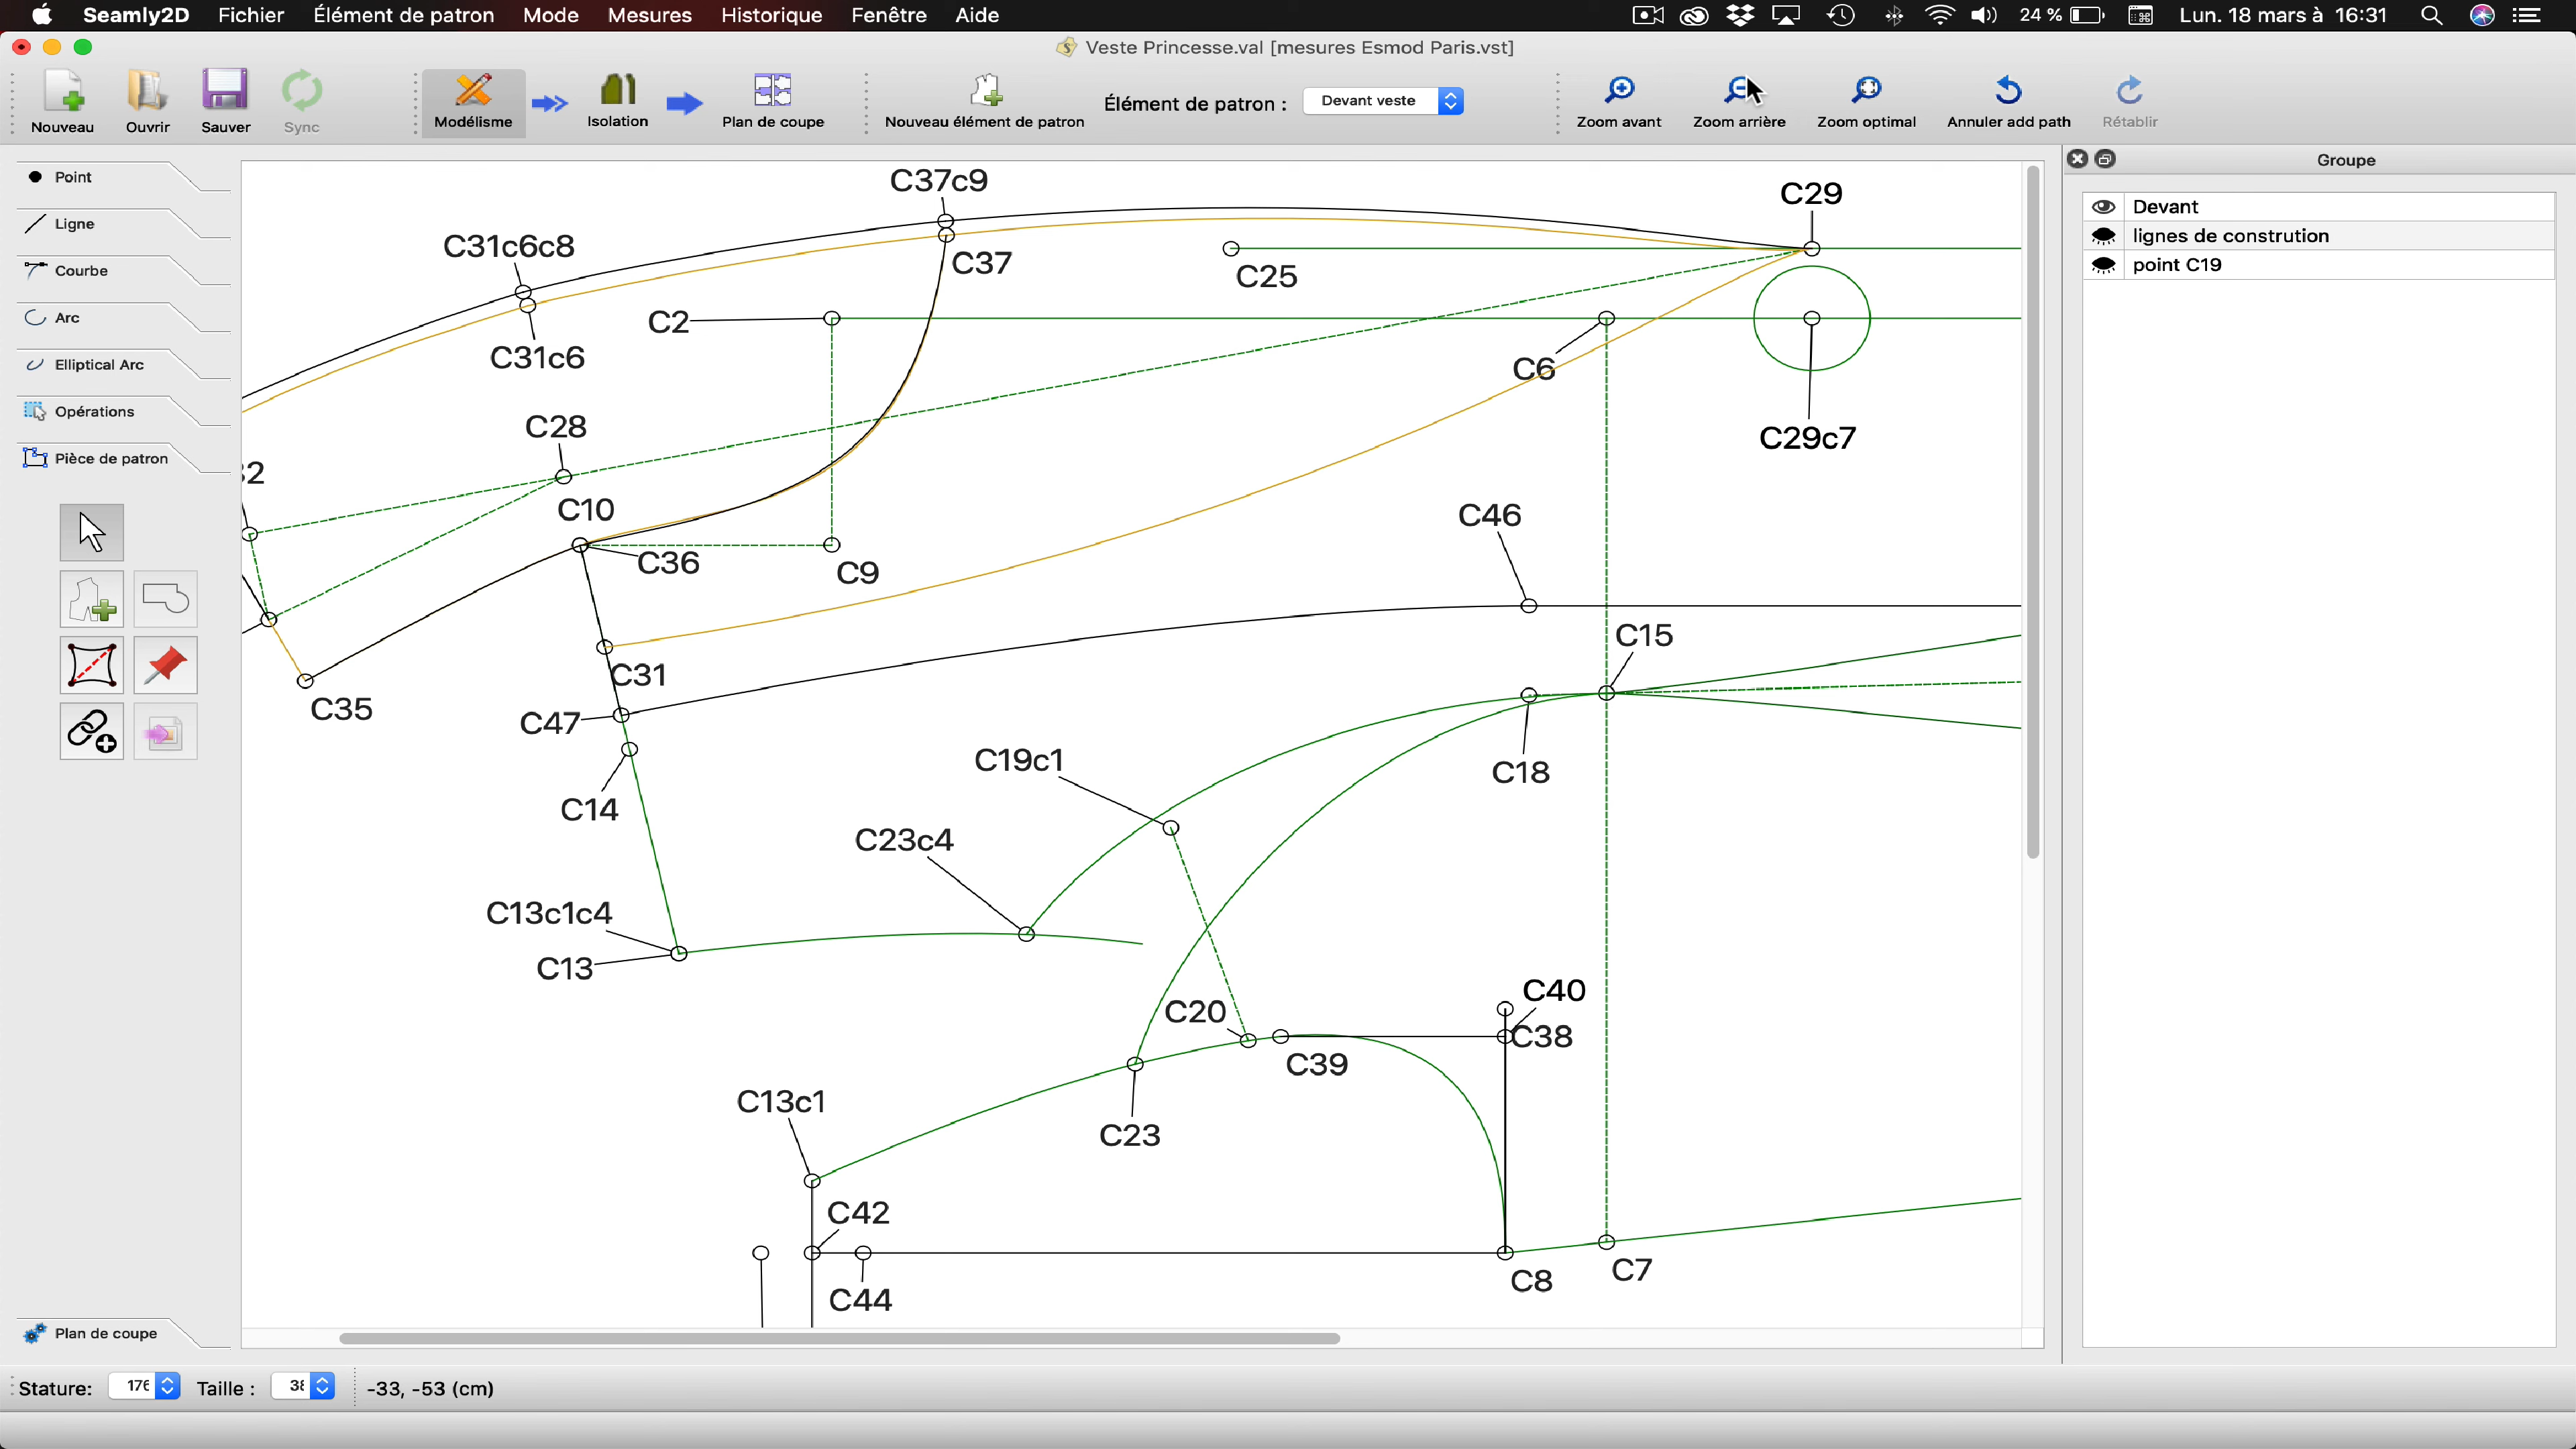 Seamly2D Fichier Élément de patron Mode Mesures Historique Fenêtre Aide 24 % Lun. 18 mars à 16:31
Veste Princesse.val [mesures Esmod Paris.vst]
Nouveau Ouvrir Sauver Sync Modélisme Isolation Plan de coupe Nouveau élément de patron Élément de patron : Devant veste Zoom avant Zoom arrière Zoom optimal Annuler add path Rétablir
Point
Ligne
Courbe
Arc
Elliptical Arc
Opérations
Pièce de patron
Plan de coupe
Groupe
Devant
lignes de constrution
point C19
C37c9
C29
C31c6c8
C37
C25
C2
C31c6
C6
C28
C29c7
C10
C46
C36
C9
C15
C31
C35
C47
C19c1
C18
C14
C23c4
C13c1c4
C13
C40
C20
C38
C39
C13c1
C23
C42
C7
C8
C44
Stature: 176 Taille : -33, -53 (cm)